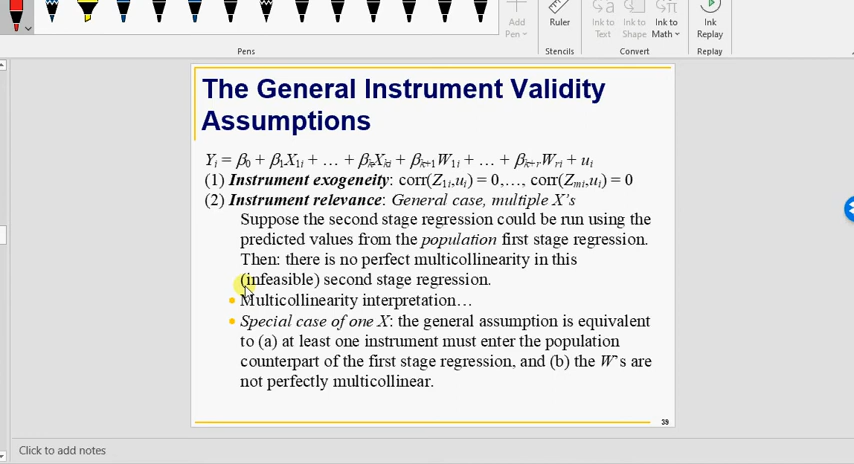 Add
Pen
Ruler
Ink to
Text
Ink to
Shape
Ink to
Math
Ink
Replay
Pens
Stencils
Convert
Replay
The General Instrument Validity
Assumptions
Yᵢ = β₀ + β₁X₁ᵢ + … + βₖXₖᵢ + βₖ₊₁W₁ᵢ + … + βₖ₊ᵣWᵣᵢ + uᵢ
(1) Instrument exogeneity: corr(Z₁ᵢ,uᵢ) = 0,…, corr(Zₘᵢ,uᵢ) = 0
(2) Instrument relevance: General case, multiple X's
Suppose the second stage regression could be run using the
predicted values from the population first stage regression.
Then: there is no perfect multicollinearity in this
(infeasible) second stage regression.
• Multicollinearity interpretation…
• Special case of one X: the general assumption is equivalent
to (a) at least one instrument must enter the population
counterpart of the first stage regression, and (b) the W's are
not perfectly multicollinear.
39
Click to add notes